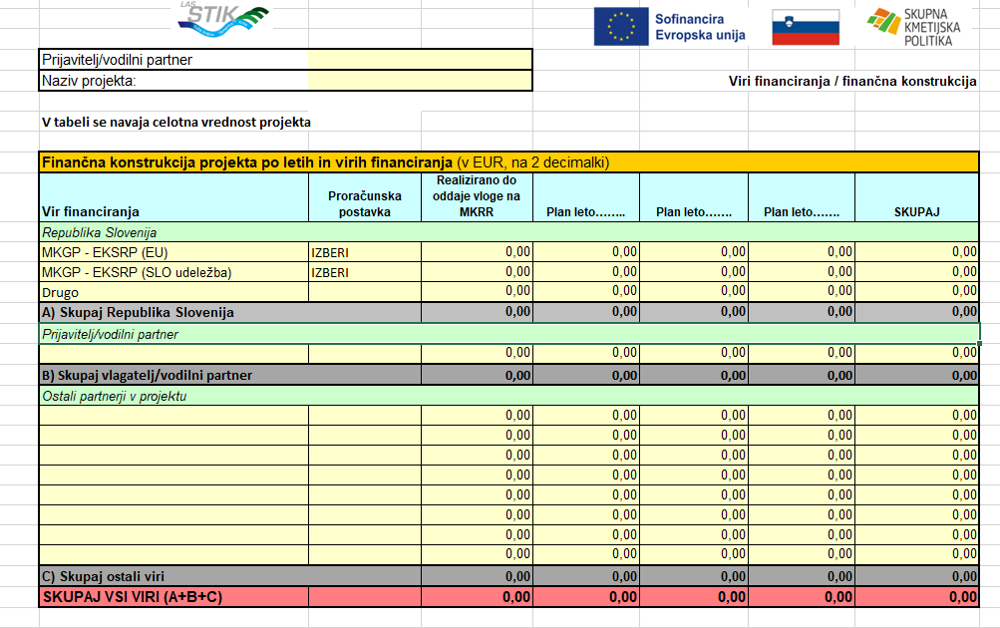 LAS
STIK
Sofinancira
Evropska unija
SKUPNA
KMETIJSKA
POLITIKA
Prijavitelj/vodilni partner
Naziv projekta:
Viri financiranja / finančna konstrukcija
V tabeli se navaja celotna vrednost projekta
Finančna konstrukcija projekta po letih in virih financiranja (v EUR, na 2 decimalki)
Vir financiranja Proračunska postavka Realizirano do oddaje vloge na MKRR Plan leto…….. Plan leto……. Plan leto……. SKUPAJ
Republika Slovenija
MKGP - EKSRP (EU) IZBERI 0,00 0,00 0,00 0,00 0,00
MKGP - EKSRP (SLO udeležba) IZBERI 0,00 0,00 0,00 0,00 0,00
Drugo 0,00 0,00 0,00 0,00 0,00
A) Skupaj Republika Slovenija 0,00 0,00 0,00 0,00 0,00
Prijavitelj/vodilni partner
0,00 0,00 0,00 0,00 0,00
B) Skupaj vlagatelj/vodilni partner 0,00 0,00 0,00 0,00 0,00
Ostali partnerji v projektu
0,00 0,00 0,00 0,00 0,00
0,00 0,00 0,00 0,00 0,00
0,00 0,00 0,00 0,00 0,00
0,00 0,00 0,00 0,00 0,00
0,00 0,00 0,00 0,00 0,00
0,00 0,00 0,00 0,00 0,00
0,00 0,00 0,00 0,00 0,00
0,00 0,00 0,00 0,00 0,00
C) Skupaj ostali viri 0,00 0,00 0,00 0,00 0,00
SKUPAJ VSI VIRI (A+B+C) 0,00 0,00 0,00 0,00 0,00